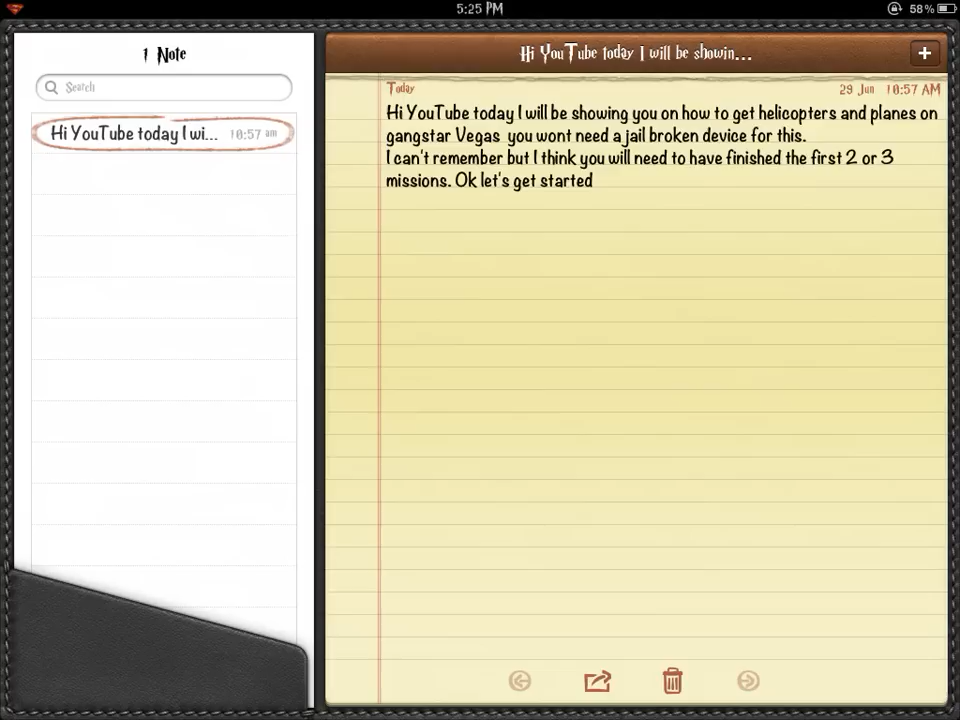 5:25 PM
58%
1 Note
Search
Hi YouTube today I wi... 10:57 am
Hi YouTube today I will be showin...
+
Today
29 Jun 10:57 AM
Hi YouTube today I will be showing you on how to get helicopters and planes on
gangstar Vegas you wont need a jail broken device for this.
I can't remember but I think you will need to have finished the first 2 or 3
missions. Ok let's get started